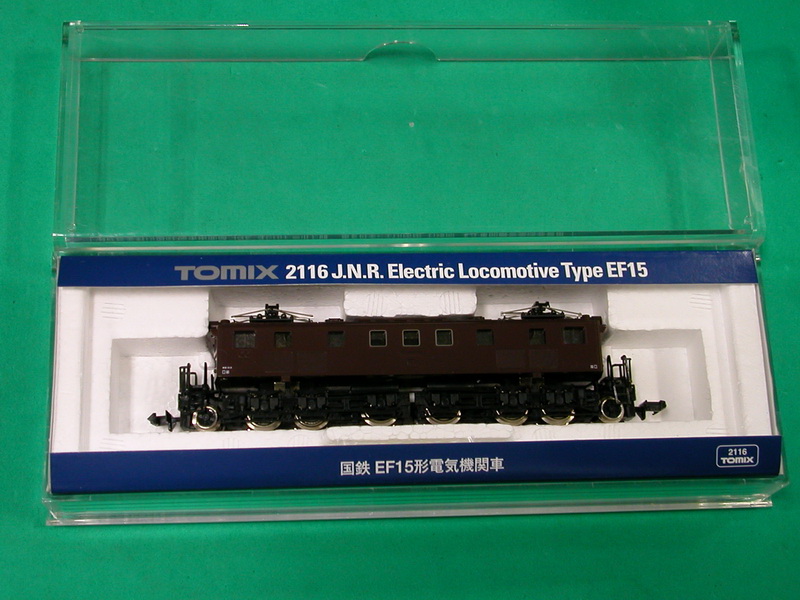 TOMIX 2116 J.N.R. Electric Locomotive Type EF15
国鉄 EF15形電気機関車
2116
TOMIX